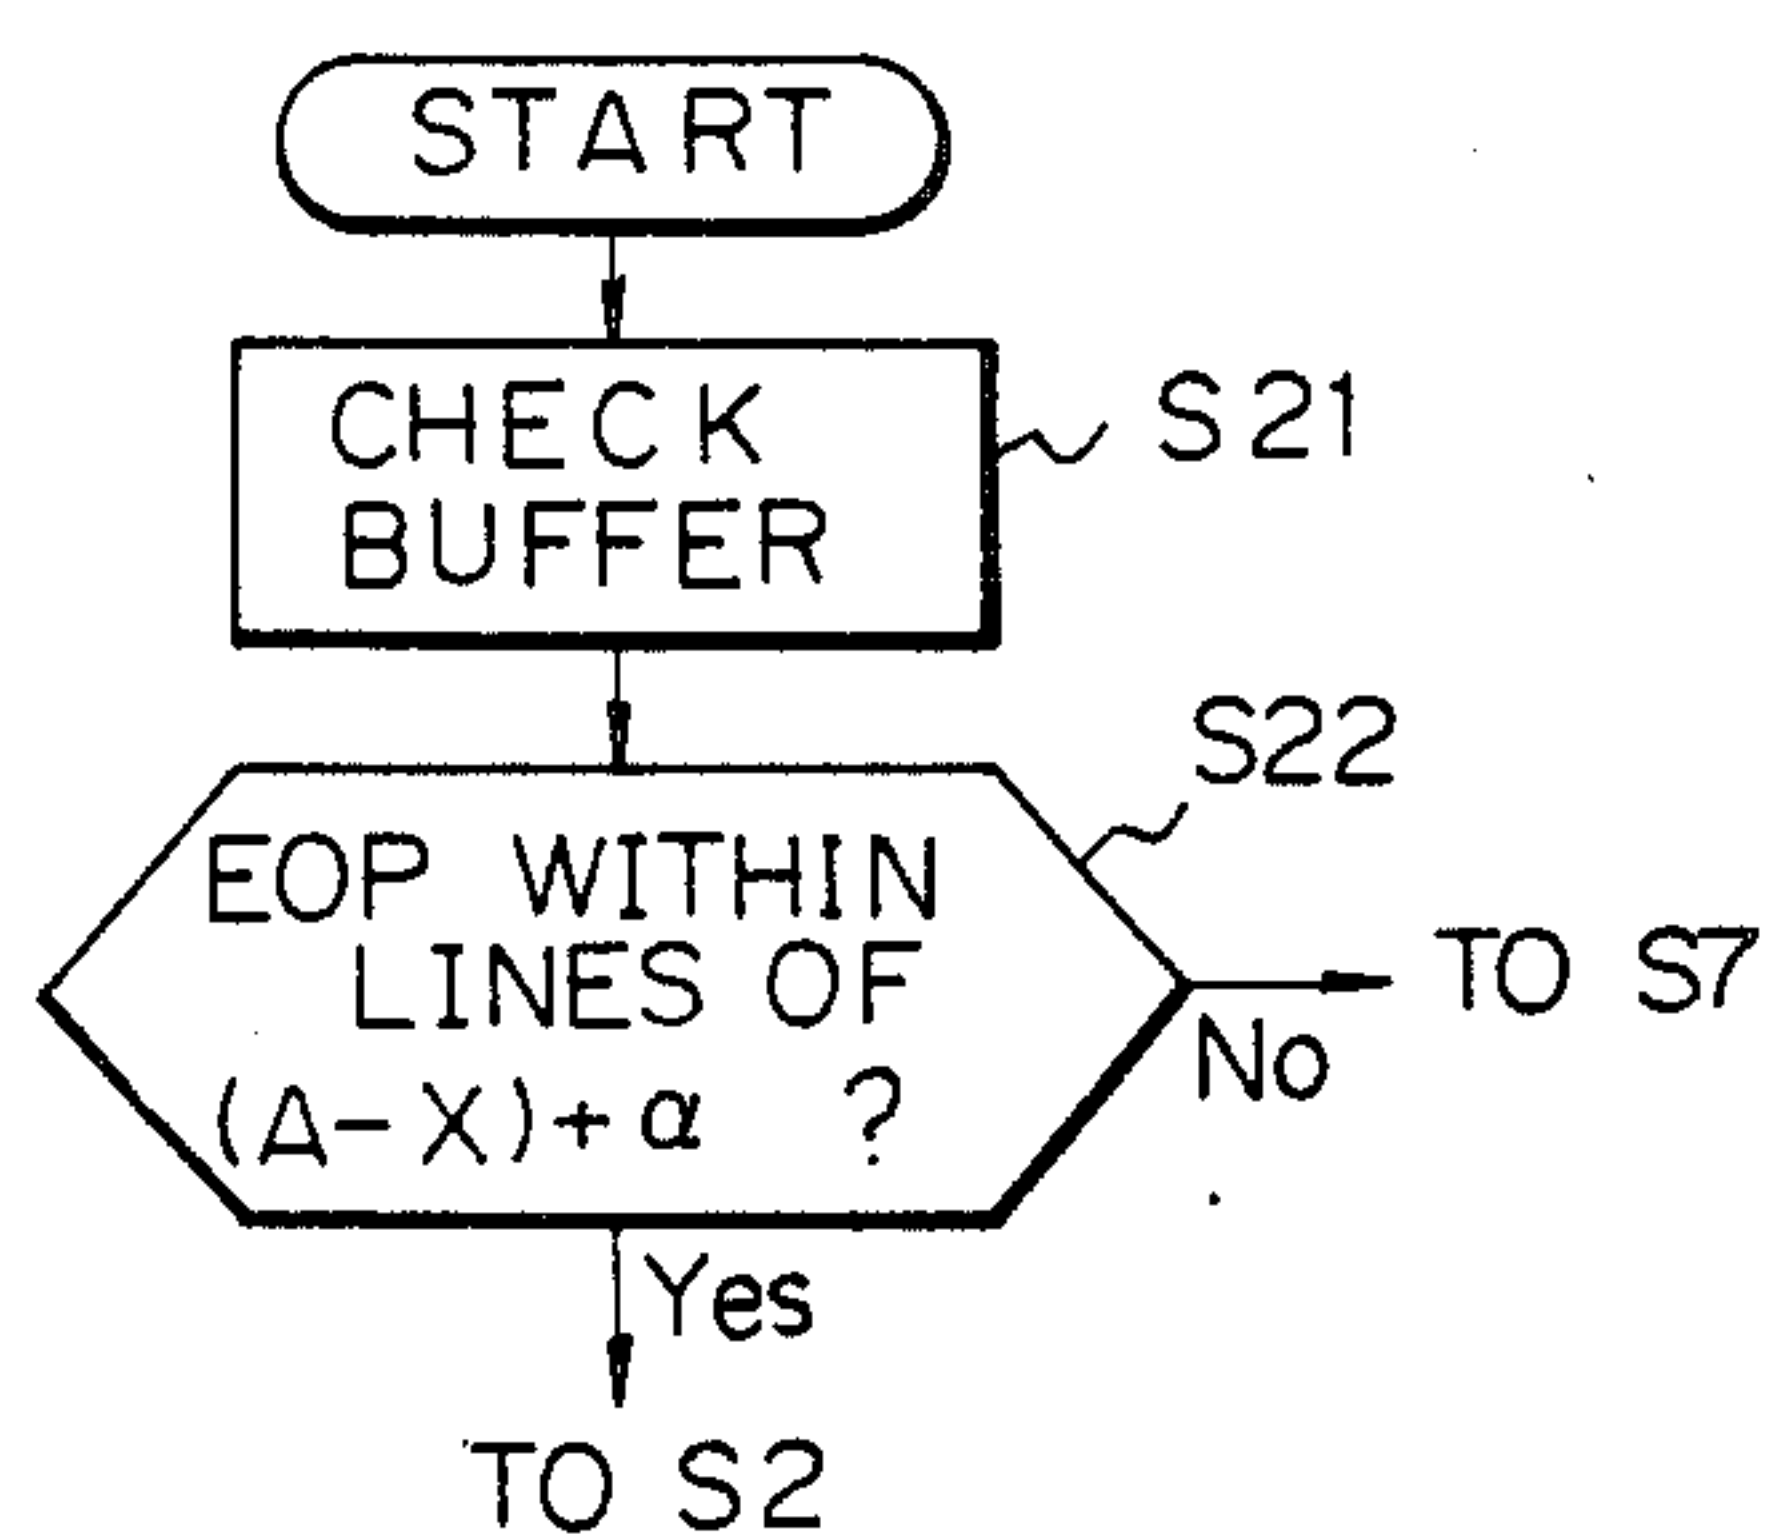 START
CHECK
BUFFER
S21
S22
EOP WITHIN
LINES OF
(A-X)+α ?
No
TO S7
Yes
TO S2